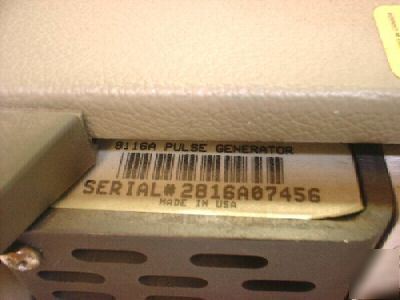 8116A PULSE GENERATOR
SERIAL# 2816A07456
MADE IN USA